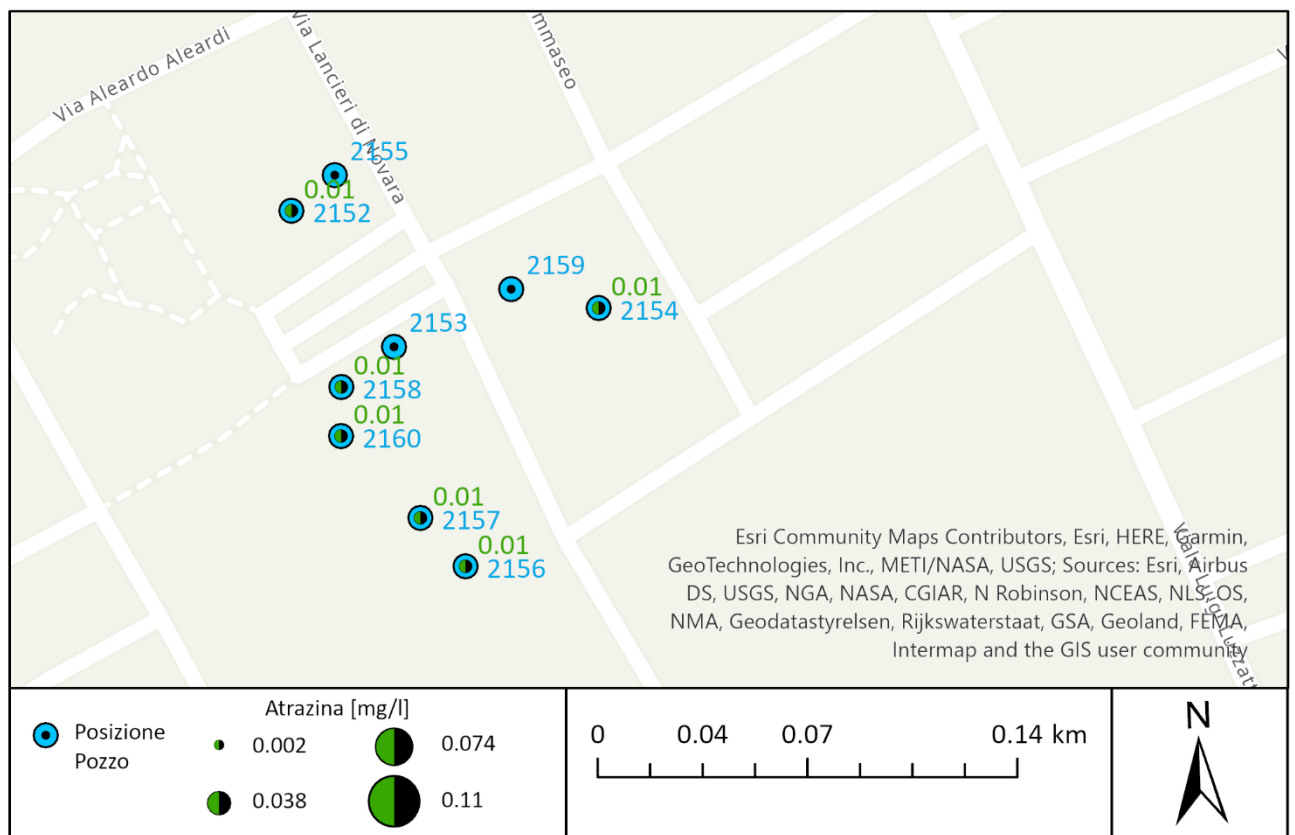 Via Aleardo Aleardi
Via Lancieri di Novara
mmaseo
2155
0.01
2152
2159
0.01
2154
2153
0.01
2158
0.01
2160
0.01
2157
0.01
2156
Viale Luigi Luzzatt
Esri Community Maps Contributors, Esri, HERE, Garmin,
GeoTechnologies, Inc., METI/NASA, USGS; Sources: Esri, Airbus
DS, USGS, NGA, NASA, CGIAR, N Robinson, NCEAS, NLS, OS,
NMA, Geodatastyrelsen, Rijkswaterstaat, GSA, Geoland, FEMA,
Intermap and the GIS user community
Posizione
Pozzo
Atrazina [mg/l]
0.002
0.074
0.038
0.11
0 0.04 0.07 0.14 km
N